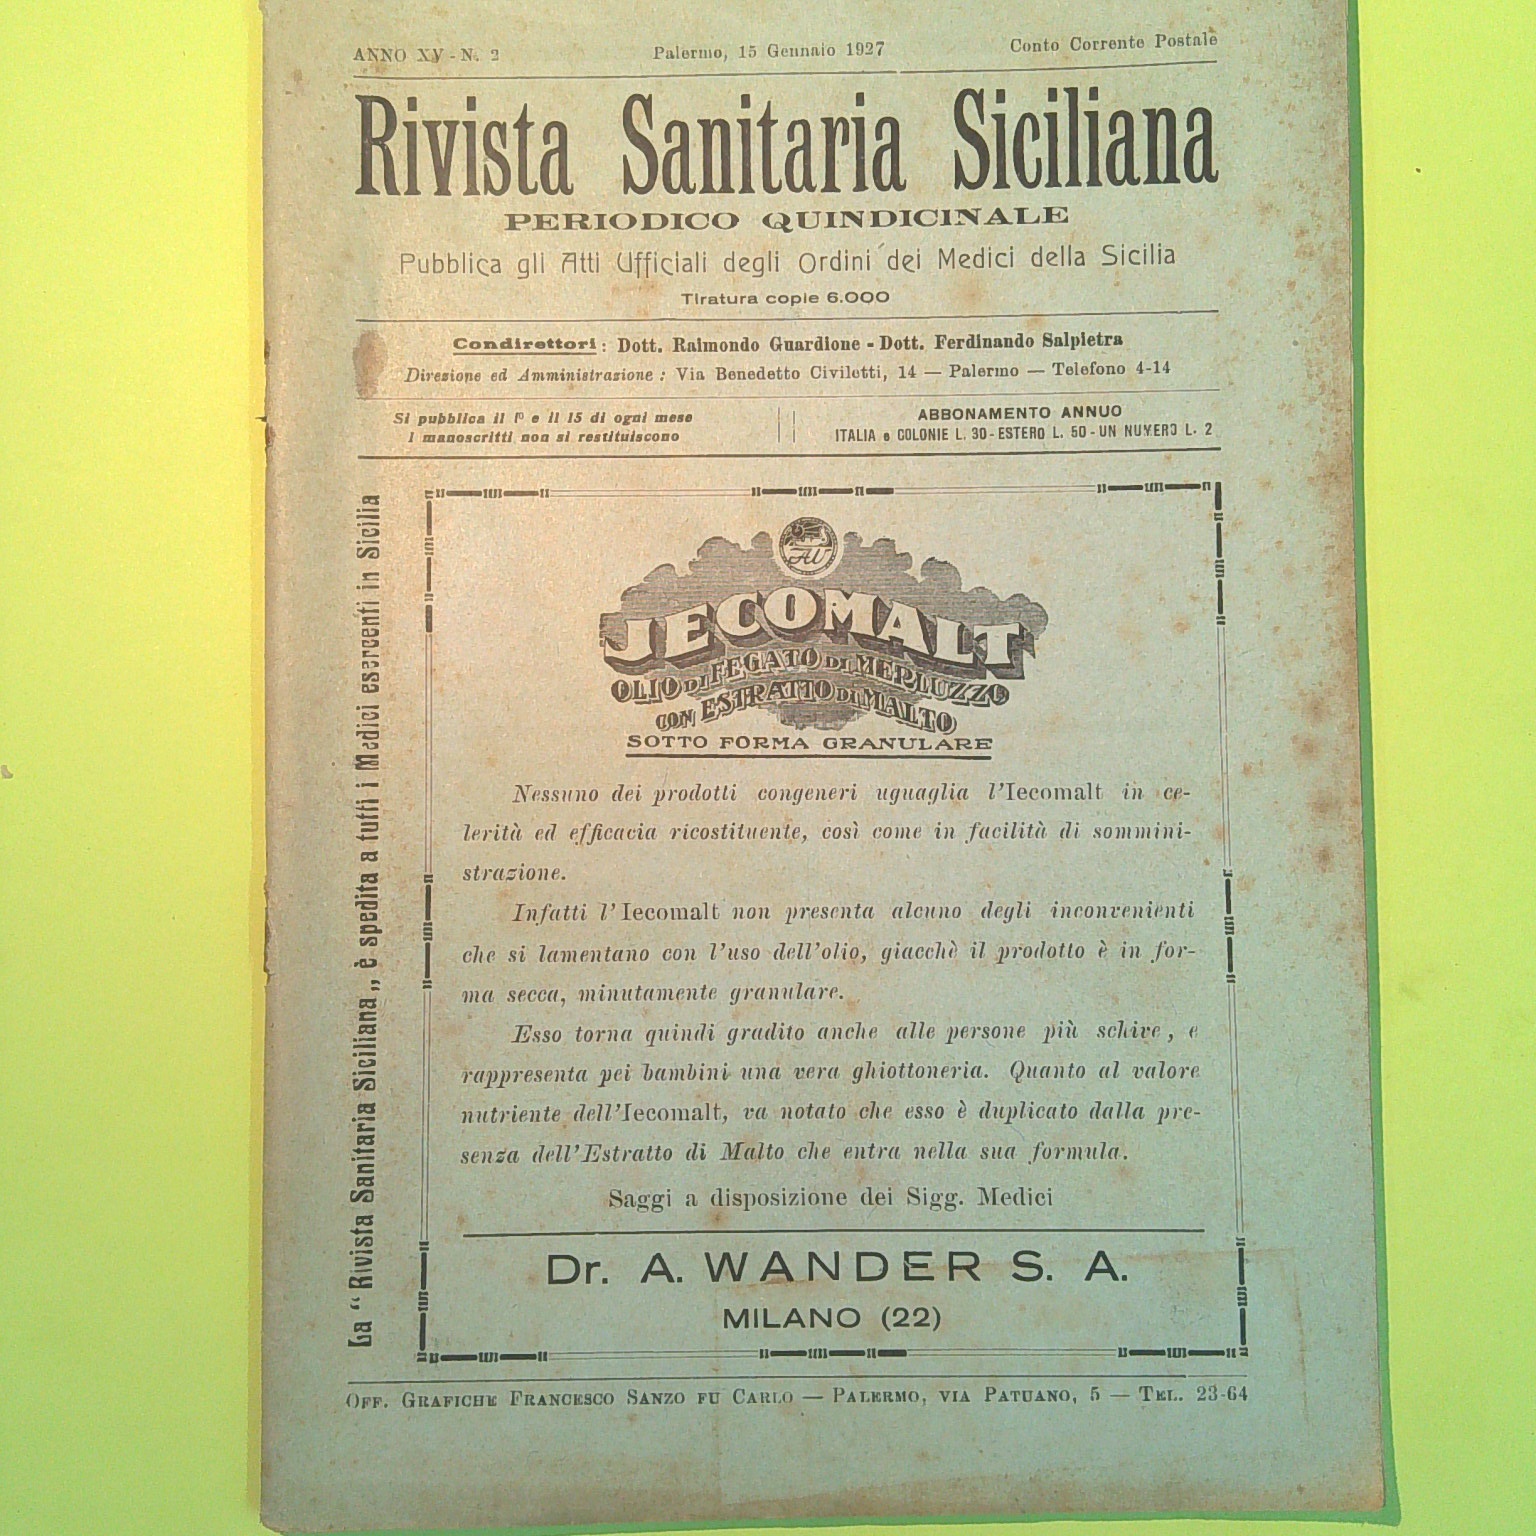 ANNO XV - N. 2
Palermo, 15 Gennaio 1927
Conto Corrente Postale
Rivista Sanitaria Siciliana
PERIODICO QUINDICINALE
Pubblica gli Atti Ufficiali degli Ordini dei Medici della Sicilia
Tiratura copie 6.000
Condirettori: Dott. Raimondo Guardione - Dott. Ferdinando Salpietra
Direzione ed Amministrazione: Via Benedetto Civiletti, 14 — Palermo — Telefono 4-14
Si pubblica il 1º e il 15 di ogni mese
I manoscritti non si restituiscono
ABBONAMENTO ANNUO
ITALIA e COLONIE L. 30 - ESTERO L. 50 - UN NUMERO L. 2
La "Rivista Sanitaria Siciliana„ è spedita a tutti i Medici esercenti in Sicilia
AW
JECOMALT
OLIO DI FEGATO DI MERLUZZO
CON ESTRATTO DI MALTO
SOTTO FORMA GRANULARE
Nessuno dei prodotti congeneri uguaglia l'Iecomalt in ce-
lerità ed efficacia ricostituente, così come in facilità di sommini-
strazione.
Infatti l'Iecomalt non presenta alcuno degli inconvenienti
che si lamentano con l'uso dell'olio, giacchè il prodotto è in for-
ma secca, minutamente granulare.
Esso torna quindi gradito anche alle persone più schive, e
rappresenta pei bambini una vera ghiottoneria. Quanto al valore
nutriente dell'Iecomalt, va notato che esso è duplicato dalla pre-
senza dell'Estratto di Malto che entra nella sua formula.
Saggi a disposizione dei Sigg. Medici
Dr. A. WANDER S. A.
MILANO (22)
OFF. GRAFICHE FRANCESCO SANZO FU CARLO — PALERMO, VIA PATUANO, 5 — TEL. 23-64